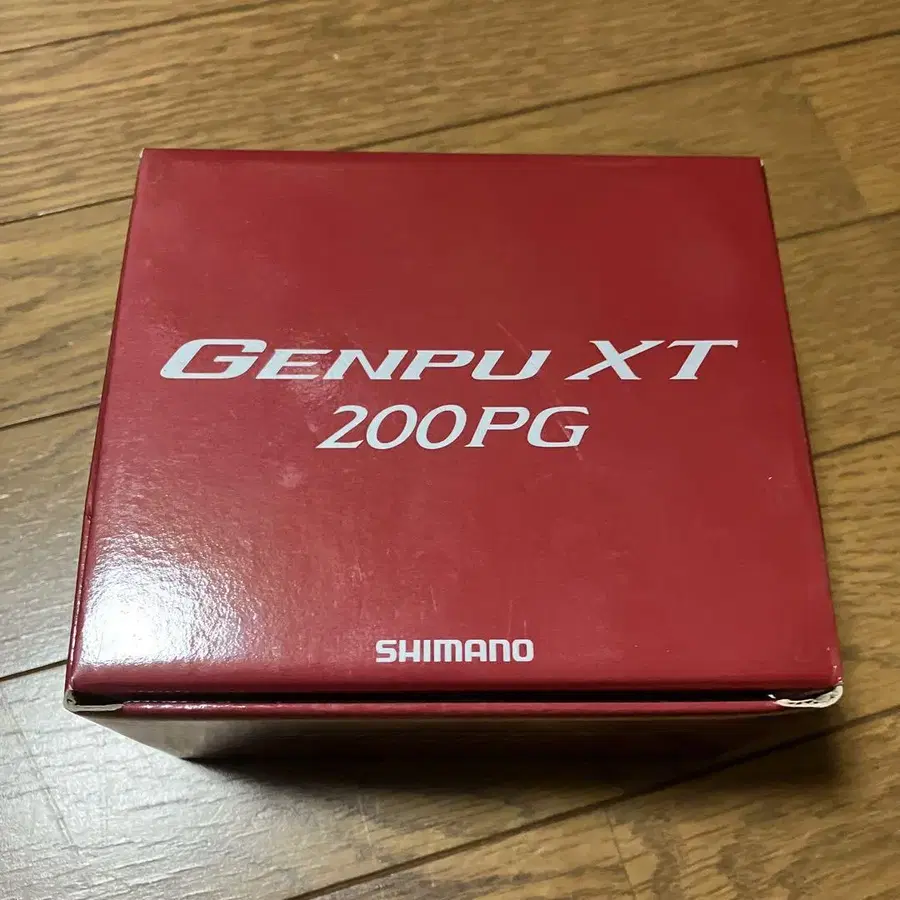 GENPU XT
200PG
SHIMANO